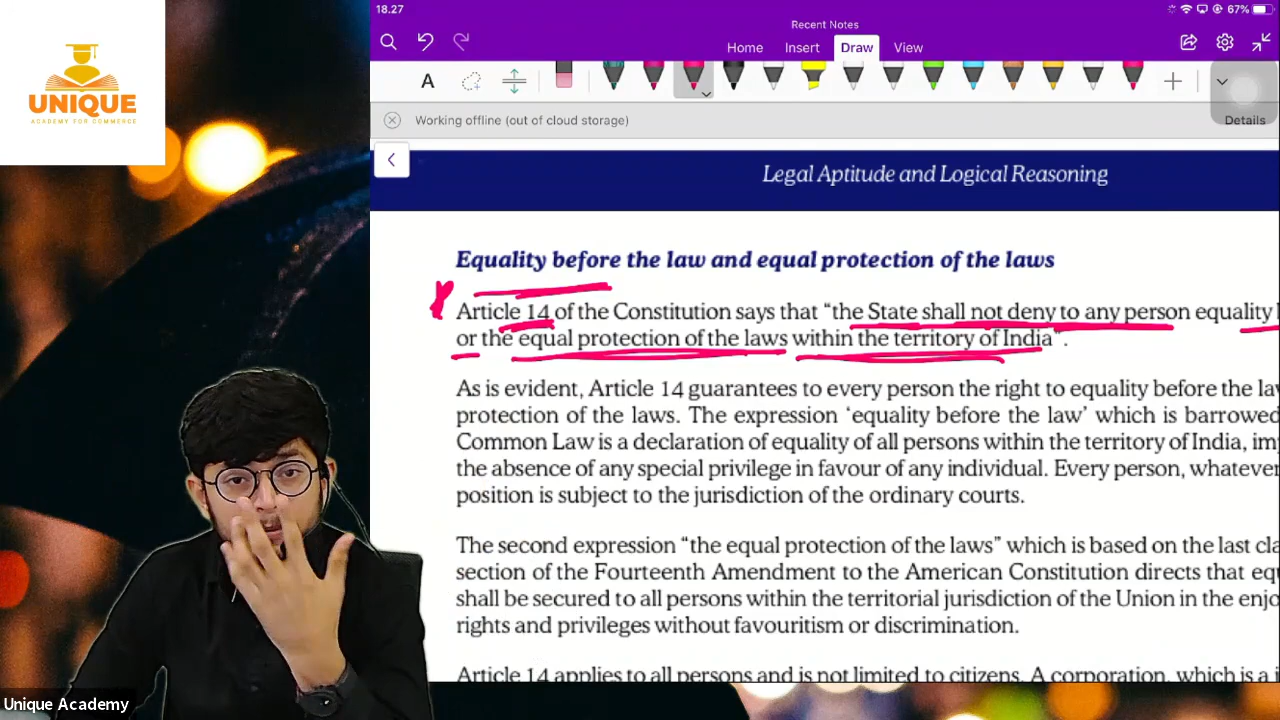 18.27
Recent Notes
67%
Home Insert Draw View
A
Working offline (out of cloud storage)
Details
UNIQUE
ACADEMY FOR COMMERCE
Legal Aptitude and Logical Reasoning
Equality before the law and equal protection of the laws
Article 14 of the Constitution says that “the State shall not deny to any person equality
or the equal protection of the laws within the territory of India”.
As is evident, Article 14 guarantees to every person the right to equality before the
protection of the laws. The expression ‘equality before the law’ which is barrowed
Common Law is a declaration of equality of all persons within the territory of India,
the absence of any special privilege in favour of any individual. Every person,
position is subject to the jurisdiction of the ordinary courts.
The second expression “the equal protection of the laws” which is based on the last
section of the Fourteenth Amendment to the American Constitution directs that
shall be secured to all persons within the territorial jurisdiction of the Union in the
rights and privileges without favouritism or discrimination.
Article 14 applies to all persons and is not limited to citizens. A corporation, which is a
Unique Academy